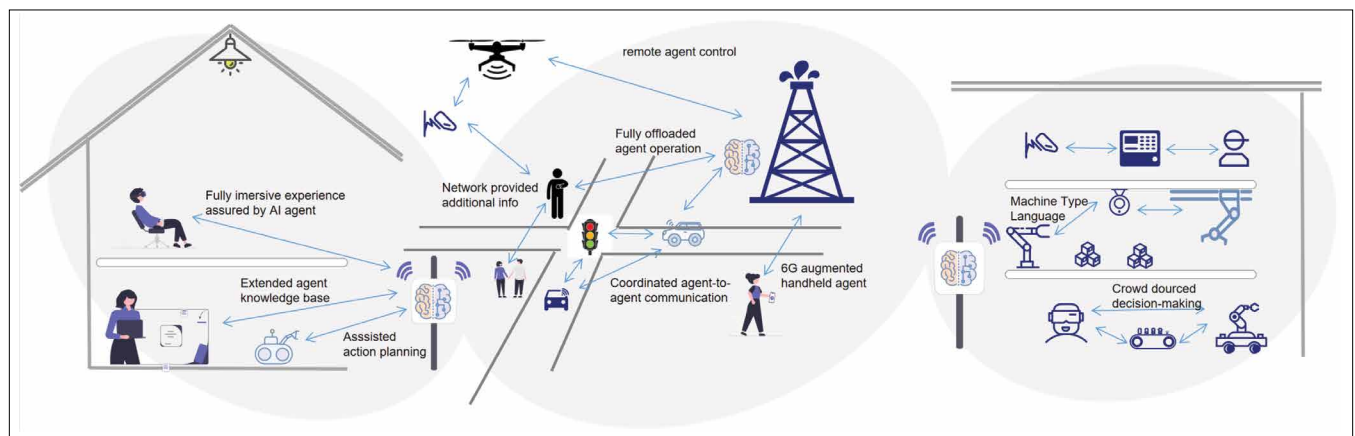 remote agent control
Fully offloaded
agent operation
Network provided
additional info
Fully imersive experience
assured by AI agent
Machine Type
Language
Extended agent
knowledge base
Coordinated agent-to-
agent communication
6G augmented
handheld agent
Crowd dourced
decision-making
Asssisted
action planning